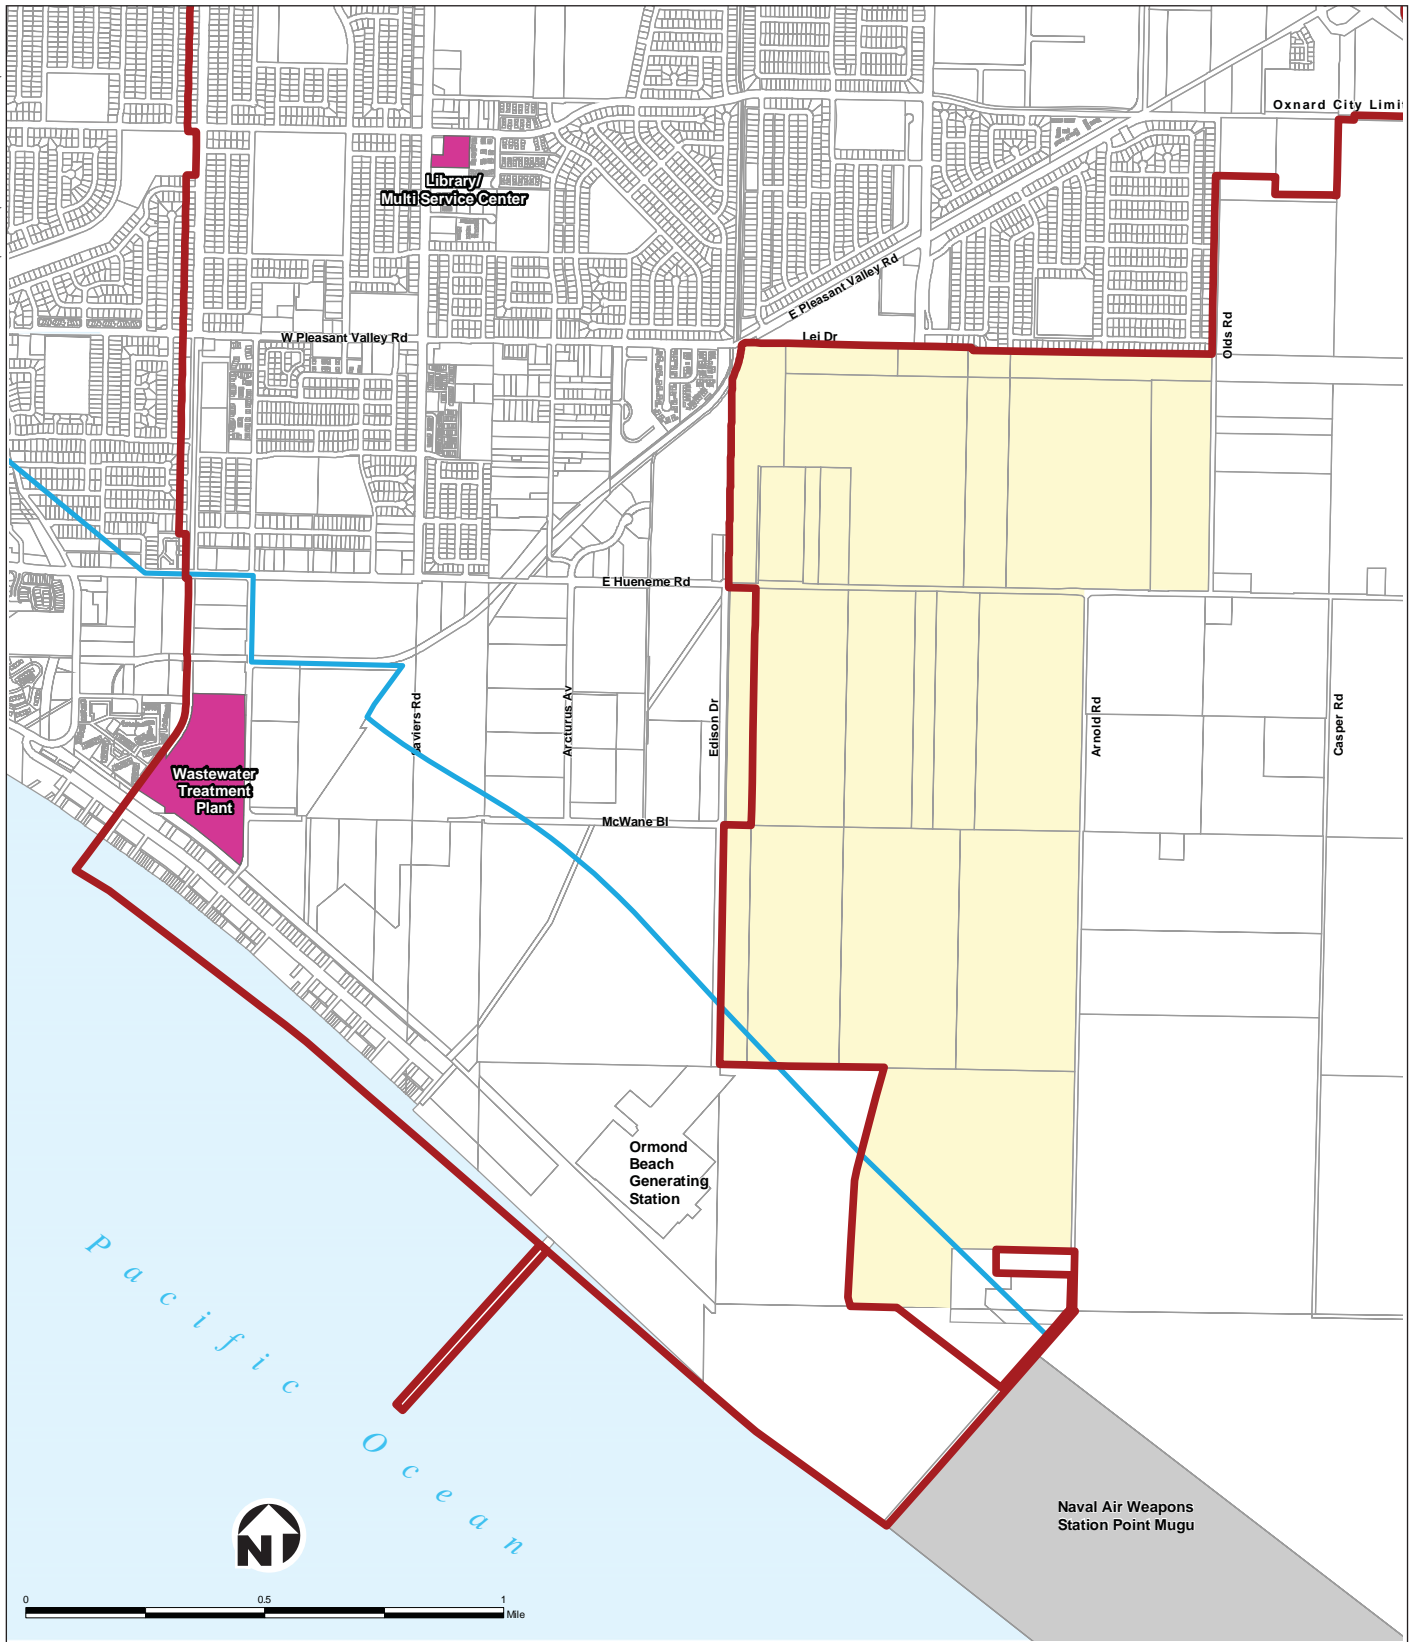 Oxnard City Limi
Library/
Multi Service Center
E Pleasant Valley Rd
W Pleasant Valley Rd
Lei Dr
Olds Rd
E Hueneme Rd
Saviers Rd
Arcturus Av
Edison Dr
Arnold Rd
Casper Rd
Wastewater
Treatment
Plant
McWane Bl
Ormond
Beach
Generating
Station
Pacific Ocean
Naval Air Weapons
Station Point Mugu
N
0 0.5 1
Mile